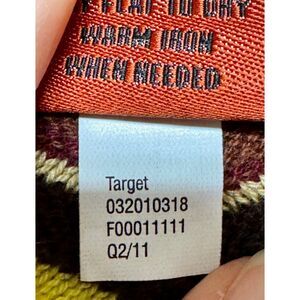 FLAT TO DRY
WARM IRON
WHEN NEEDED
Target
032010318
F00011111
Q2/11